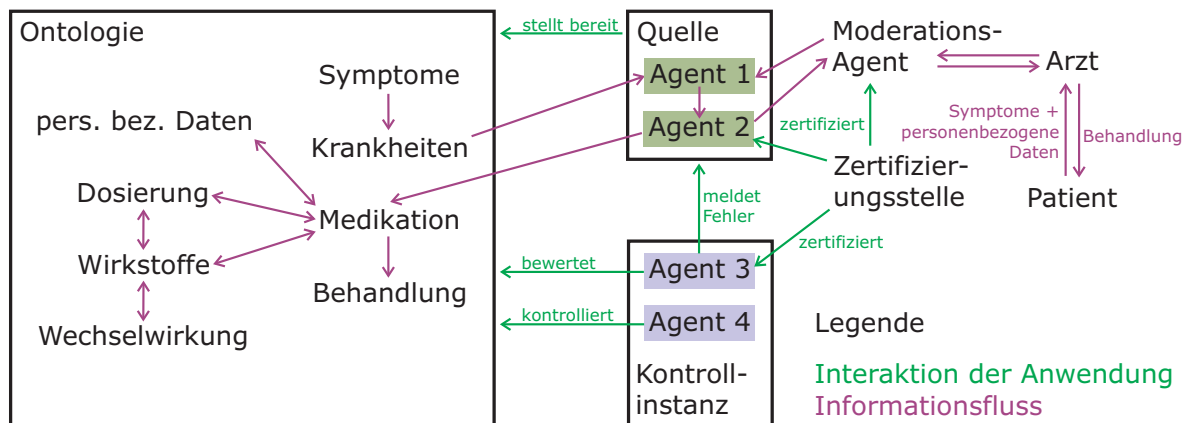 Ontologie
Symptome
pers. bez. Daten
Krankheiten
Dosierung
Medikation
Wirkstoffe
Behandlung
Wechselwirkung
stellt bereit
Quelle
Agent 1
Agent 2
Moderations-
Agent
Arzt
zertifiziert
Symptome +
personenbezogene
Daten
Behandlung
Zertifizier-
ungsstelle
Patient
meldet
Fehler
zertifiziert
bewertet
Agent 3
kontrolliert
Agent 4
Kontroll-
instanz
Legende
Interaktion der Anwendung
Informationsfluss